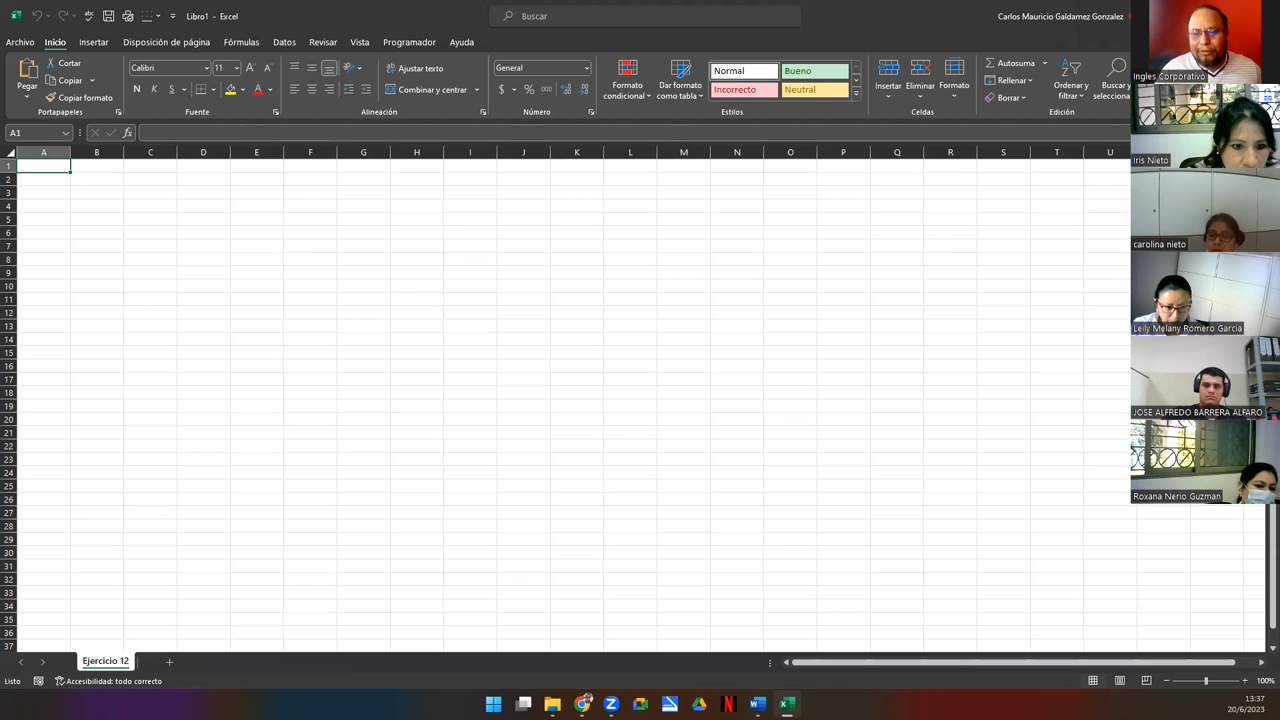 Libro1 - Excel
Buscar
Carlos Mauricio Galdamez Gonzalez
Archivo Inicio Insertar Disposición de página Fórmulas Datos Revisar Vista Programador Ayuda
Pegar
Cortar
Copiar
Copiar formato
Portapapeles
Calibri 11
N K S
Fuente
Ajustar texto
Combinar y centrar
Alineación
General
$ % 000
Número
Formato condicional
Dar formato como tabla
Normal Bueno
Incorrecto Neutral
Estilos
Insertar Eliminar Formato
Celdas
Autosuma
Rellenar
Borrar
Ordenar y filtrar
Buscar y selecciona
Edición
A1
fx
A B C D E F G H I J K L M N O P Q R S T U
1
2
3
4
5
6
7
8
9
10
11
12
13
14
15
16
17
18
19
20
21
22
23
24
25
26
27
28
29
30
31
32
33
34
35
36
37
Ingles Corporativo
Iris Nieto
carolina nieto
Leily Melany Romero Garcia
JOSE ALFREDO BARRERA ALFARO
Roxana Nerio Guzman
Ejercicio 12
Listo
Accesibilidad: todo correcto
100%
13:37
20/6/2023